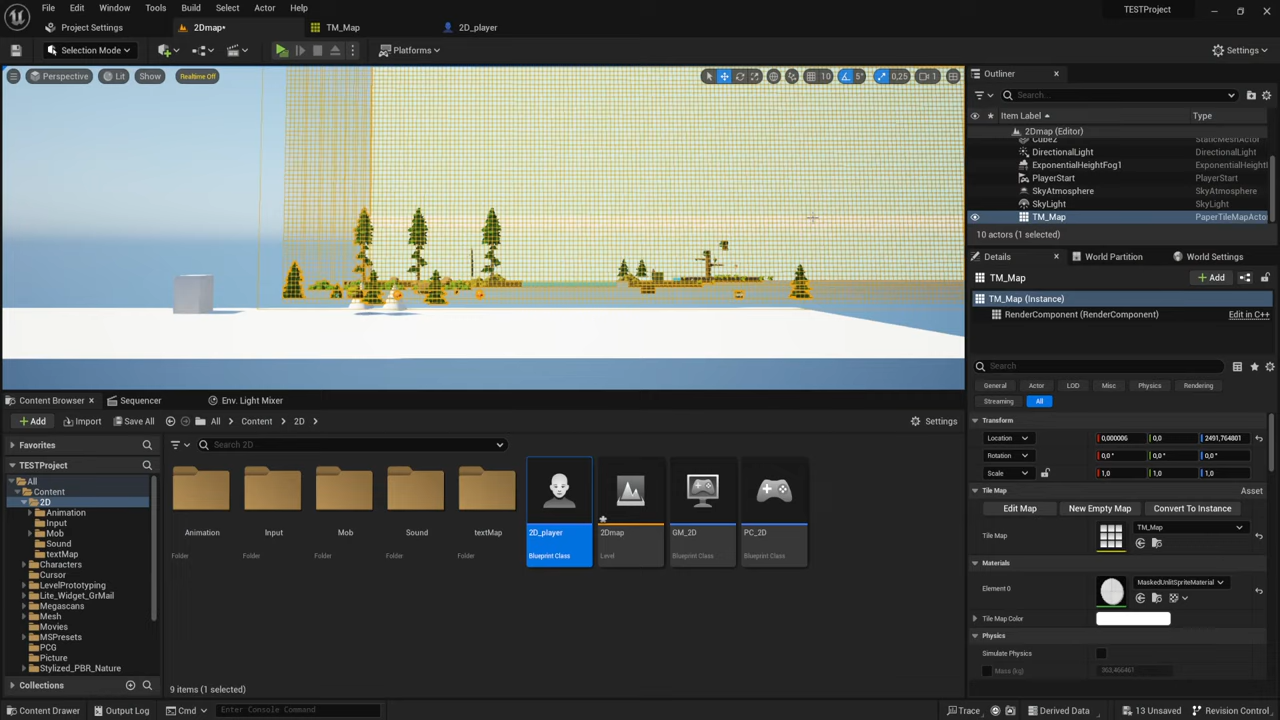 File Edit Window Tools Build Select Actor Help
TESTProject
Project Settings 2Dmap• TM_Map 2D_player
Selection Mode Platforms Settings
Perspective Lit Show Realtime Off 10 5° 0,25 1
Outliner
Search...
Item Label Type
2Dmap (Editor)
Cube2 StaticMeshActor
DirectionalLight DirectionalLight
ExponentialHeightFog1 ExponentialHeight
PlayerStart PlayerStart
SkyAtmosphere SkyAtmosphere
SkyLight SkyLight
TM_Map PaperTileMapActo
10 actors (1 selected)
Details World Partition World Settings
TM_Map Add
TM_Map (Instance)
RenderComponent (RenderComponent) Edit in C++
Search
General Actor LOD Misc Physics Rendering
Streaming All
Transform
Location 0,000006 0,0 2491,764801
Rotation 0,0 ° 0,0 ° 0,0 °
Scale 1,0 1,0 1,0
Tile Map Asset
Edit Map New Empty Map Convert To Instance
Tile Map TM_Map
Materials
Element 0 MaskedUnlitSpriteMaterial
Tile Map Color
Physics
Simulate Physics
Mass (kg) 363,466461
Content Browser Sequencer Env. Light Mixer
Add Import Save All All Content 2D Settings
Favorites
TESTProject
All
Content
2D
Animation
Input
Mob
Sound
textMap
Characters
Cursor
LevelPrototyping
Lite_Widget_GrMail
Megascans
Mesh
Movies
MSPresets
PCG
Picture
Stylized_PBR_Nature
Collections
Search 2D
Animation Input Mob Sound textMap 2D_player 2Dmap GM_2D PC_2D
Folder Folder Folder Folder Folder Blueprint Class Level Blueprint Class Blueprint Class
9 items (1 selected)
Content Drawer Output Log Cmd Enter Console Command Trace Derived Data 13 Unsaved Revision Control